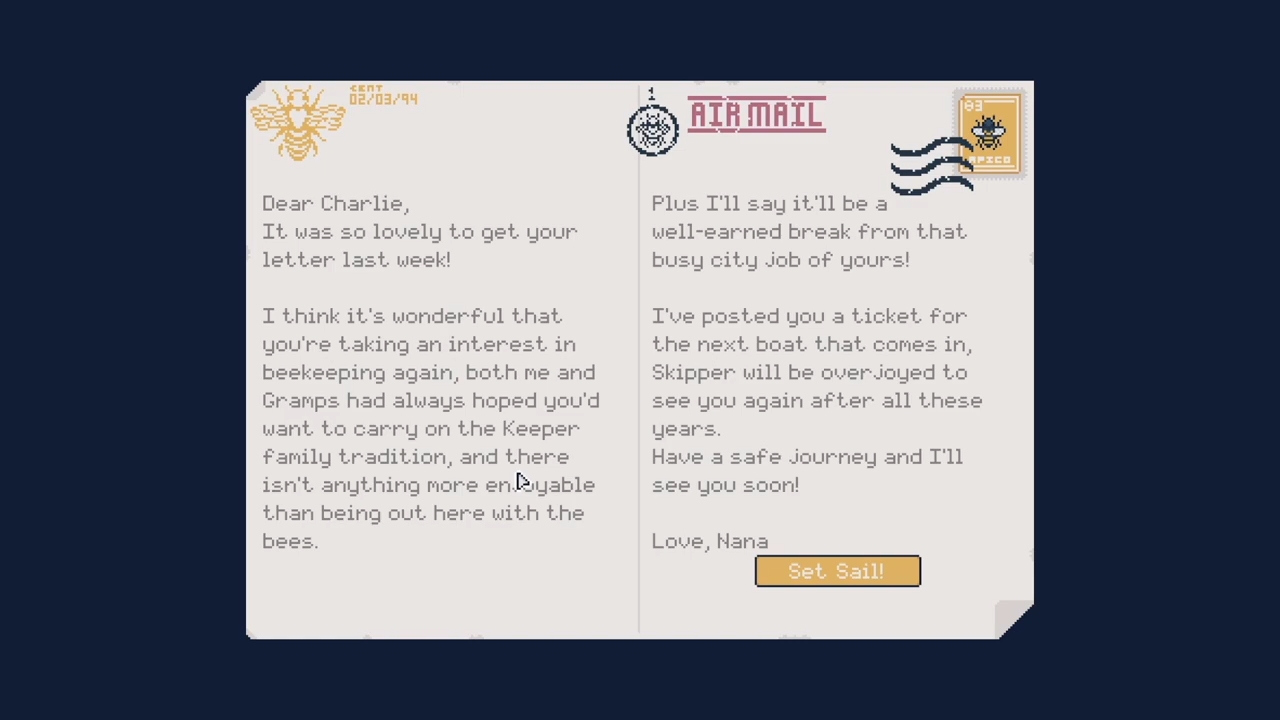 SENT
02/03/94
Dear Charlie,
It was so lovely to get your
letter last week!
I think it's wonderful that
you're taking an interest in
beekeeping again, both me and
Gramps had always hoped you'd
want to carry on the Keeper
family tradition, and there
isn't anything more enjoyable
than being out here with the
bees.
1
AIR MAIL
83
APICO
Plus I'll say it'll be a
well-earned break from that
busy city job of yours!
I've posted you a ticket for
the next boat that comes in,
Skipper will be overjoyed to
see you again after all these
years.
Have a safe journey and I'll
see you soon!
Love, Nana
Set Sail!